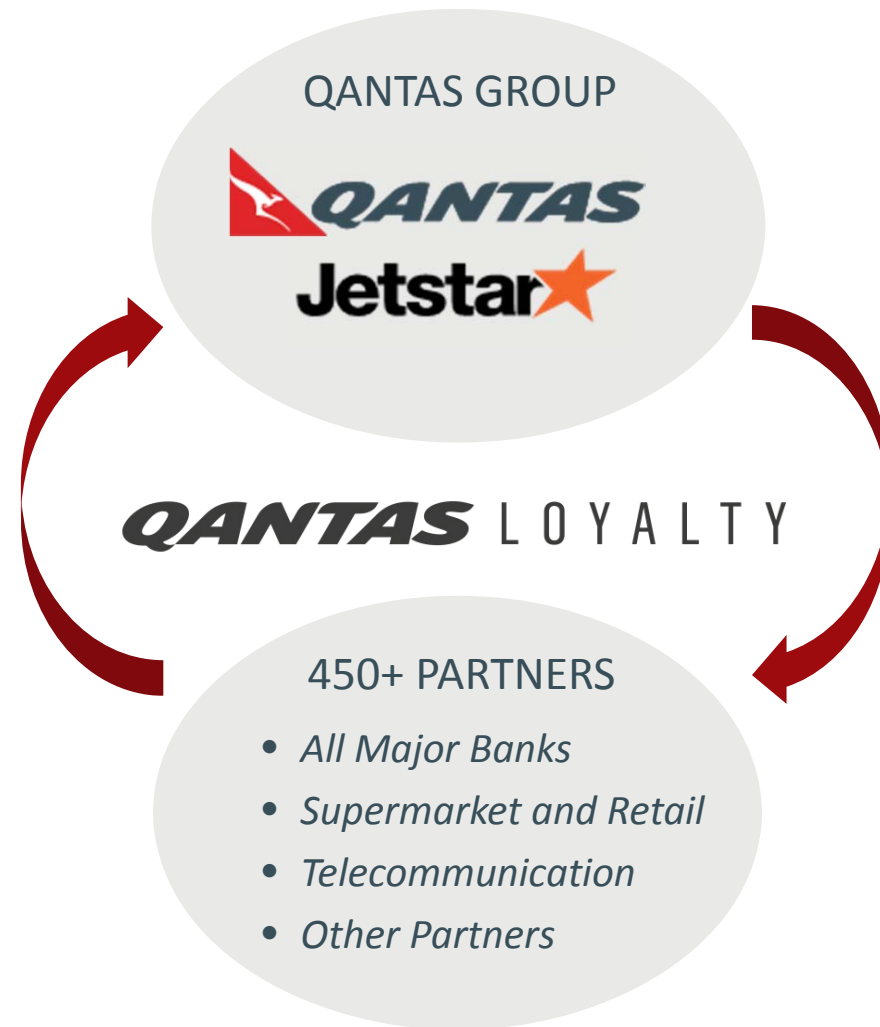 QANTAS GROUP
QANTAS
Jetstar
QANTAS LOYALTY
450+ PARTNERS
• All Major Banks
• Supermarket and Retail
• Telecommunication
• Other Partners